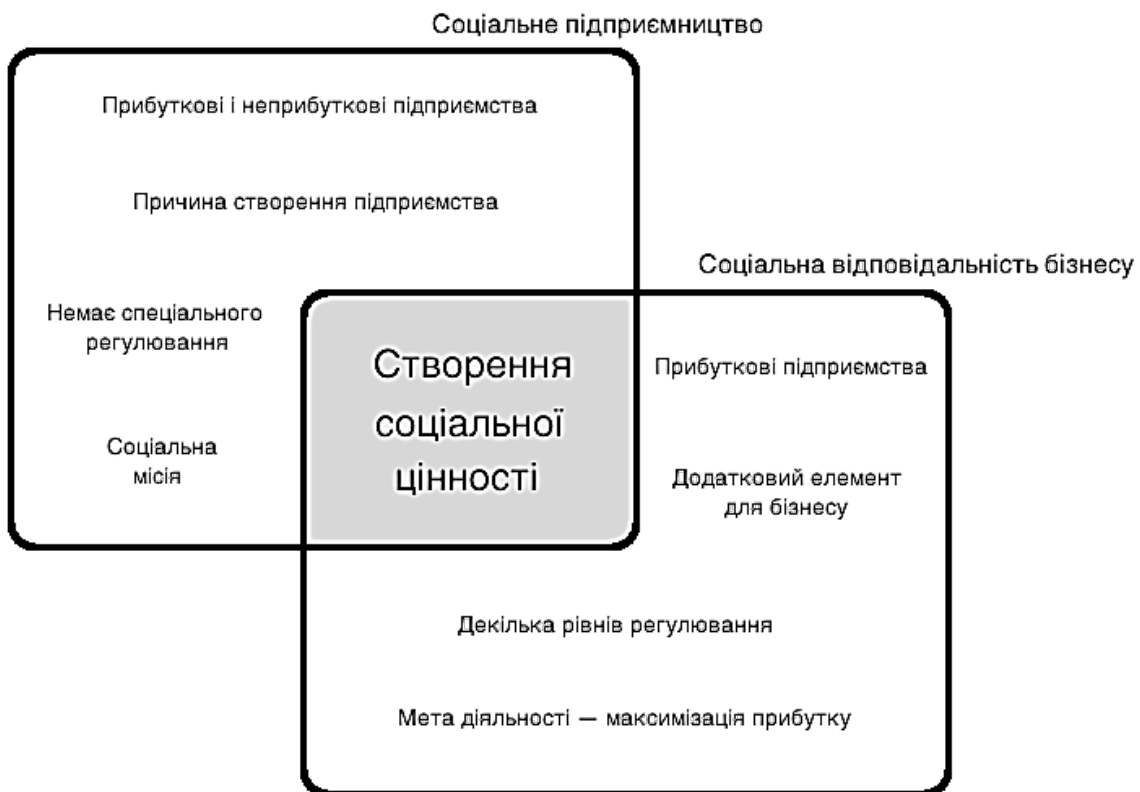 Соціальне підприємництво
Прибуткові і неприбуткові підприємства
Причина створення підприємства
Немає спеціального
регулювання
Соціальна
місія
Створення
соціальної
цінності
Соціальна відповідальність бізнесу
Прибуткові підприємства
Додатковий елемент
для бізнесу
Декілька рівнів регулювання
Мета діяльності — максимізація прибутку